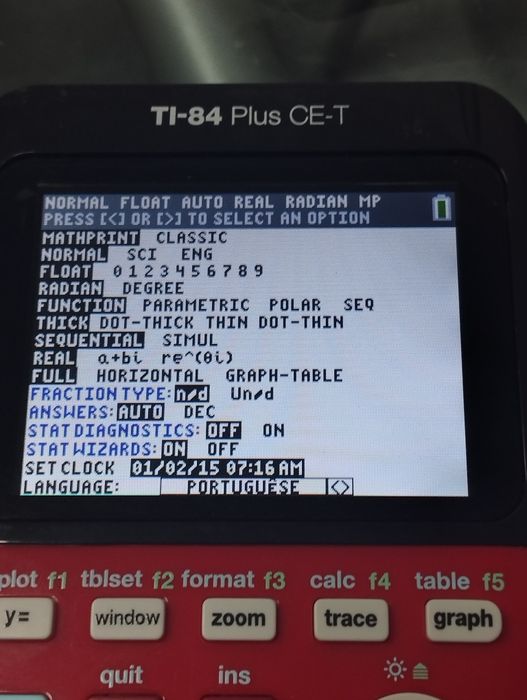 TI-84 Plus CE-T
NORMAL FLOAT AUTO REAL RADIAN MP
PRESS [<] OR [>] TO SELECT AN OPTION
MATHPRINT CLASSIC
NORMAL SCI ENG
FLOAT 0 1 2 3 4 5 6 7 8 9
RADIAN DEGREE
FUNCTION PARAMETRIC POLAR SEQ
THICK DOT-THICK THIN DOT-THIN
SEQUENTIAL SIMUL
REAL a+bi re^(θi)
FULL HORIZONTAL GRAPH-TABLE
FRACTION TYPE: n/d Un/d
ANSWERS: AUTO DEC
STAT DIAGNOSTICS: OFF ON
STAT WIZARDS: ON OFF
SET CLOCK 01/02/15 07:16 AM
LANGUAGE: PORTUGUÊSE <>
plot f1 tblset f2 format f3 calc f4 table f5
y= window zoom trace graph
quit ins